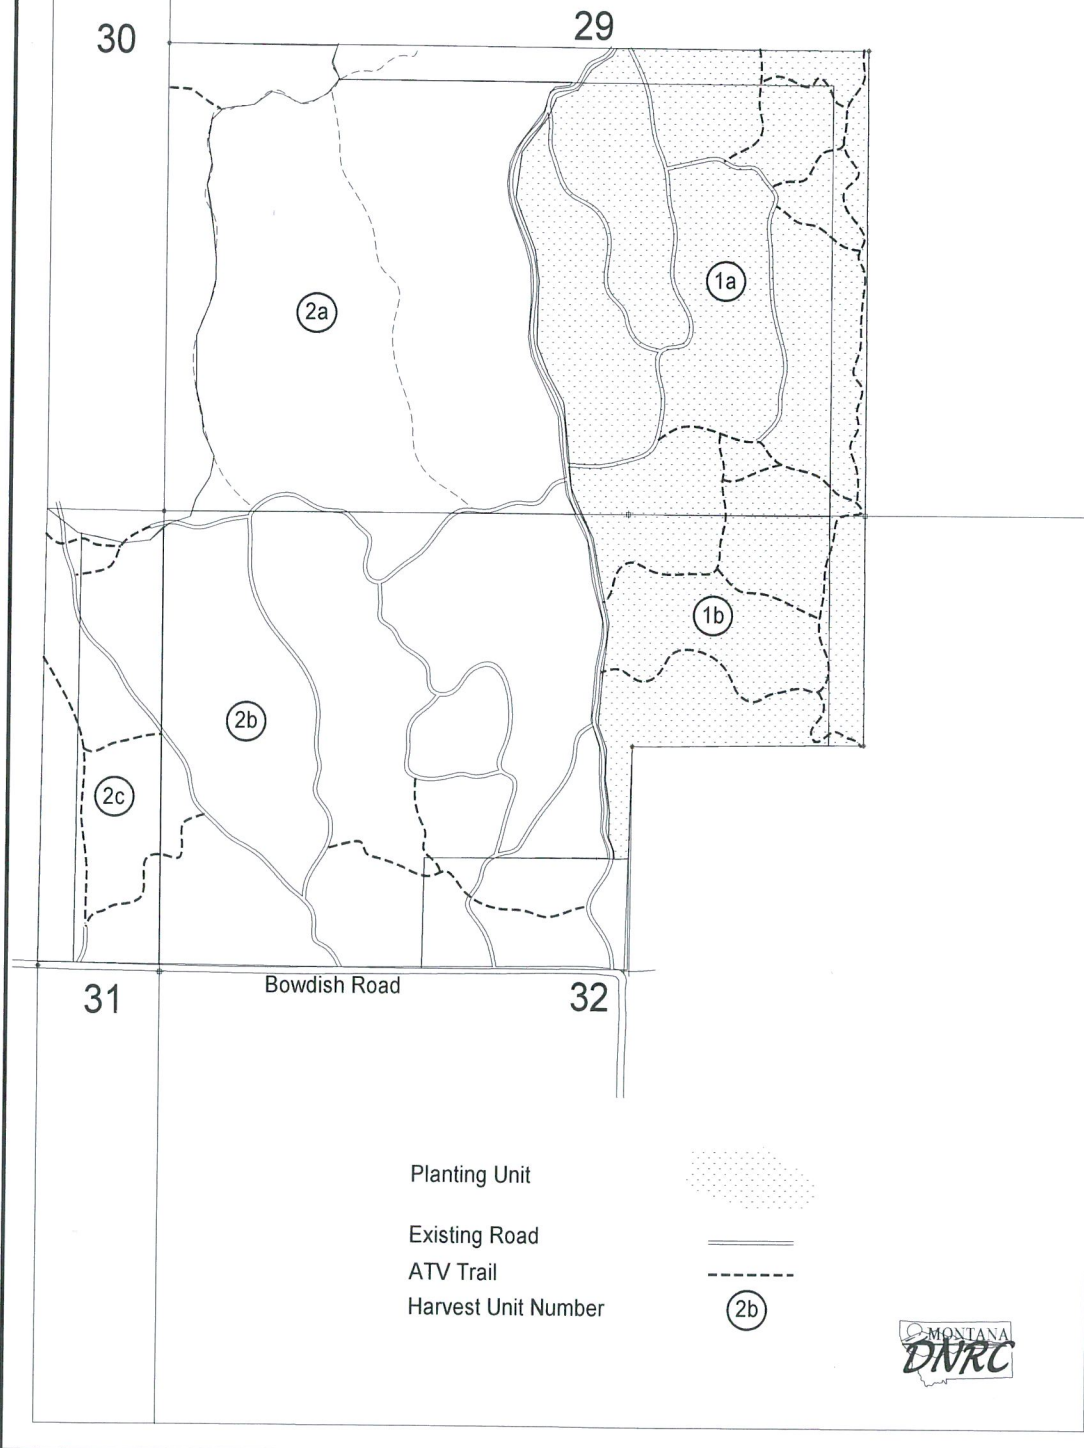 30
29
1a
2a
1b
2b
2c
Bowdish Road
31
32
Planting Unit
Existing Road
ATV Trail
Harvest Unit Number
2b
MONTANA
DNRC